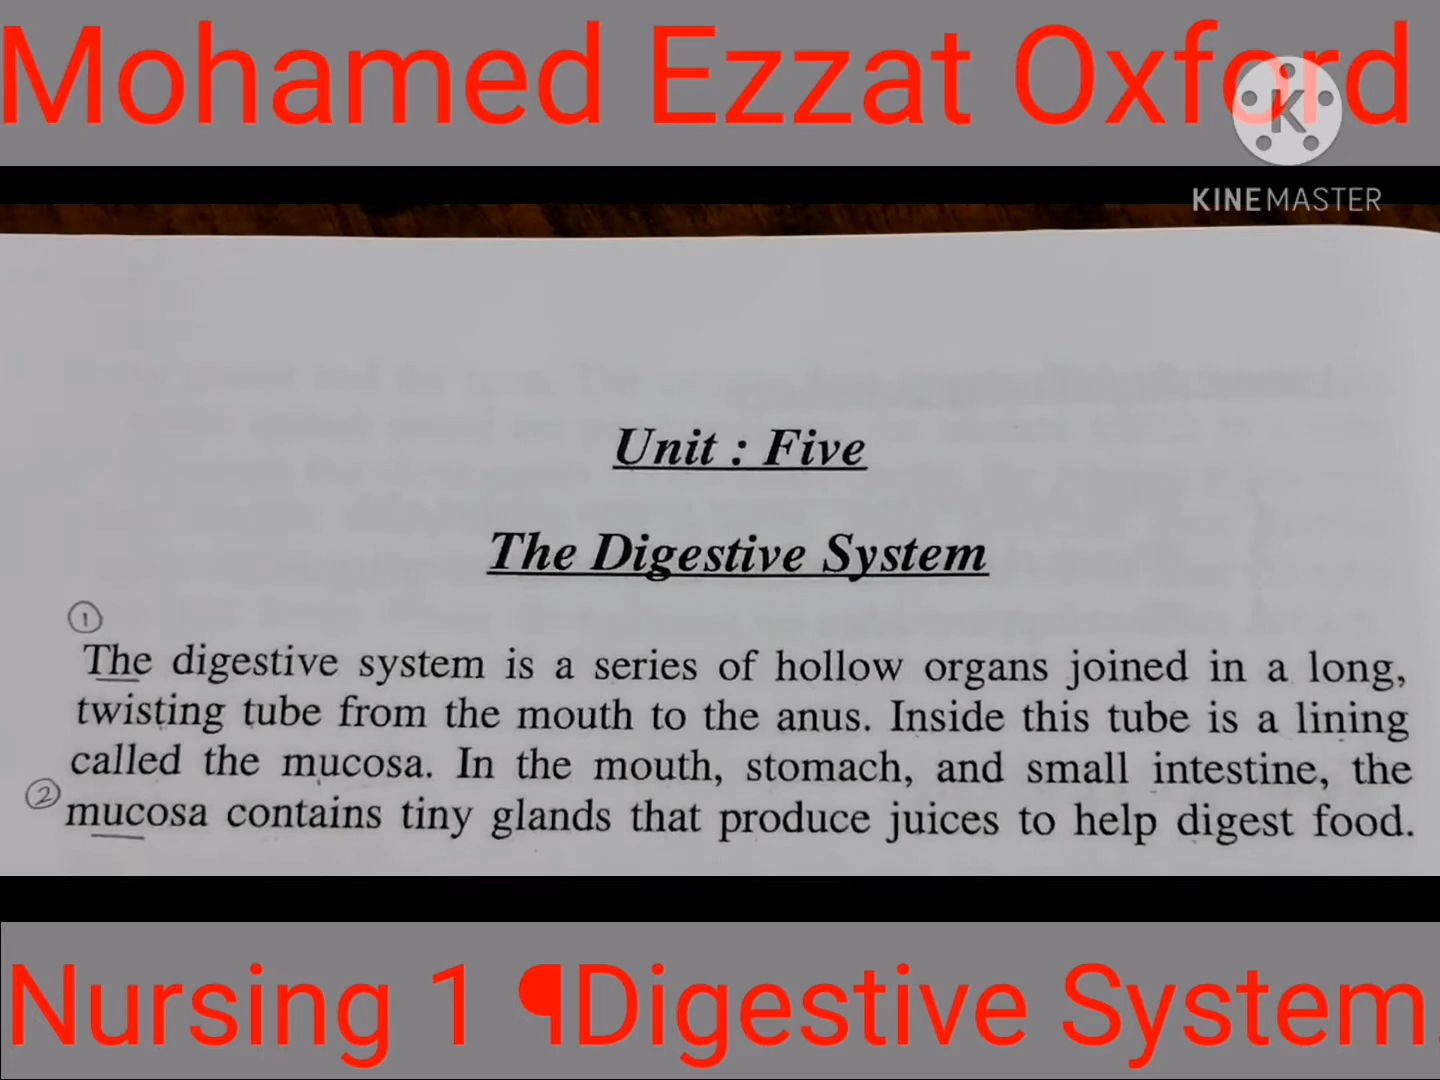 Mohamed Ezzat Oxford
K
KINEMASTER
Unit : Five
The Digestive System
1
The digestive system is a series of hollow organs joined in a long,
twisting tube from the mouth to the anus. Inside this tube is a lining
called the mucosa. In the mouth, stomach, and small intestine, the
2
mucosa contains tiny glands that produce juices to help digest food.
Nursing 1 ¶Digestive System.